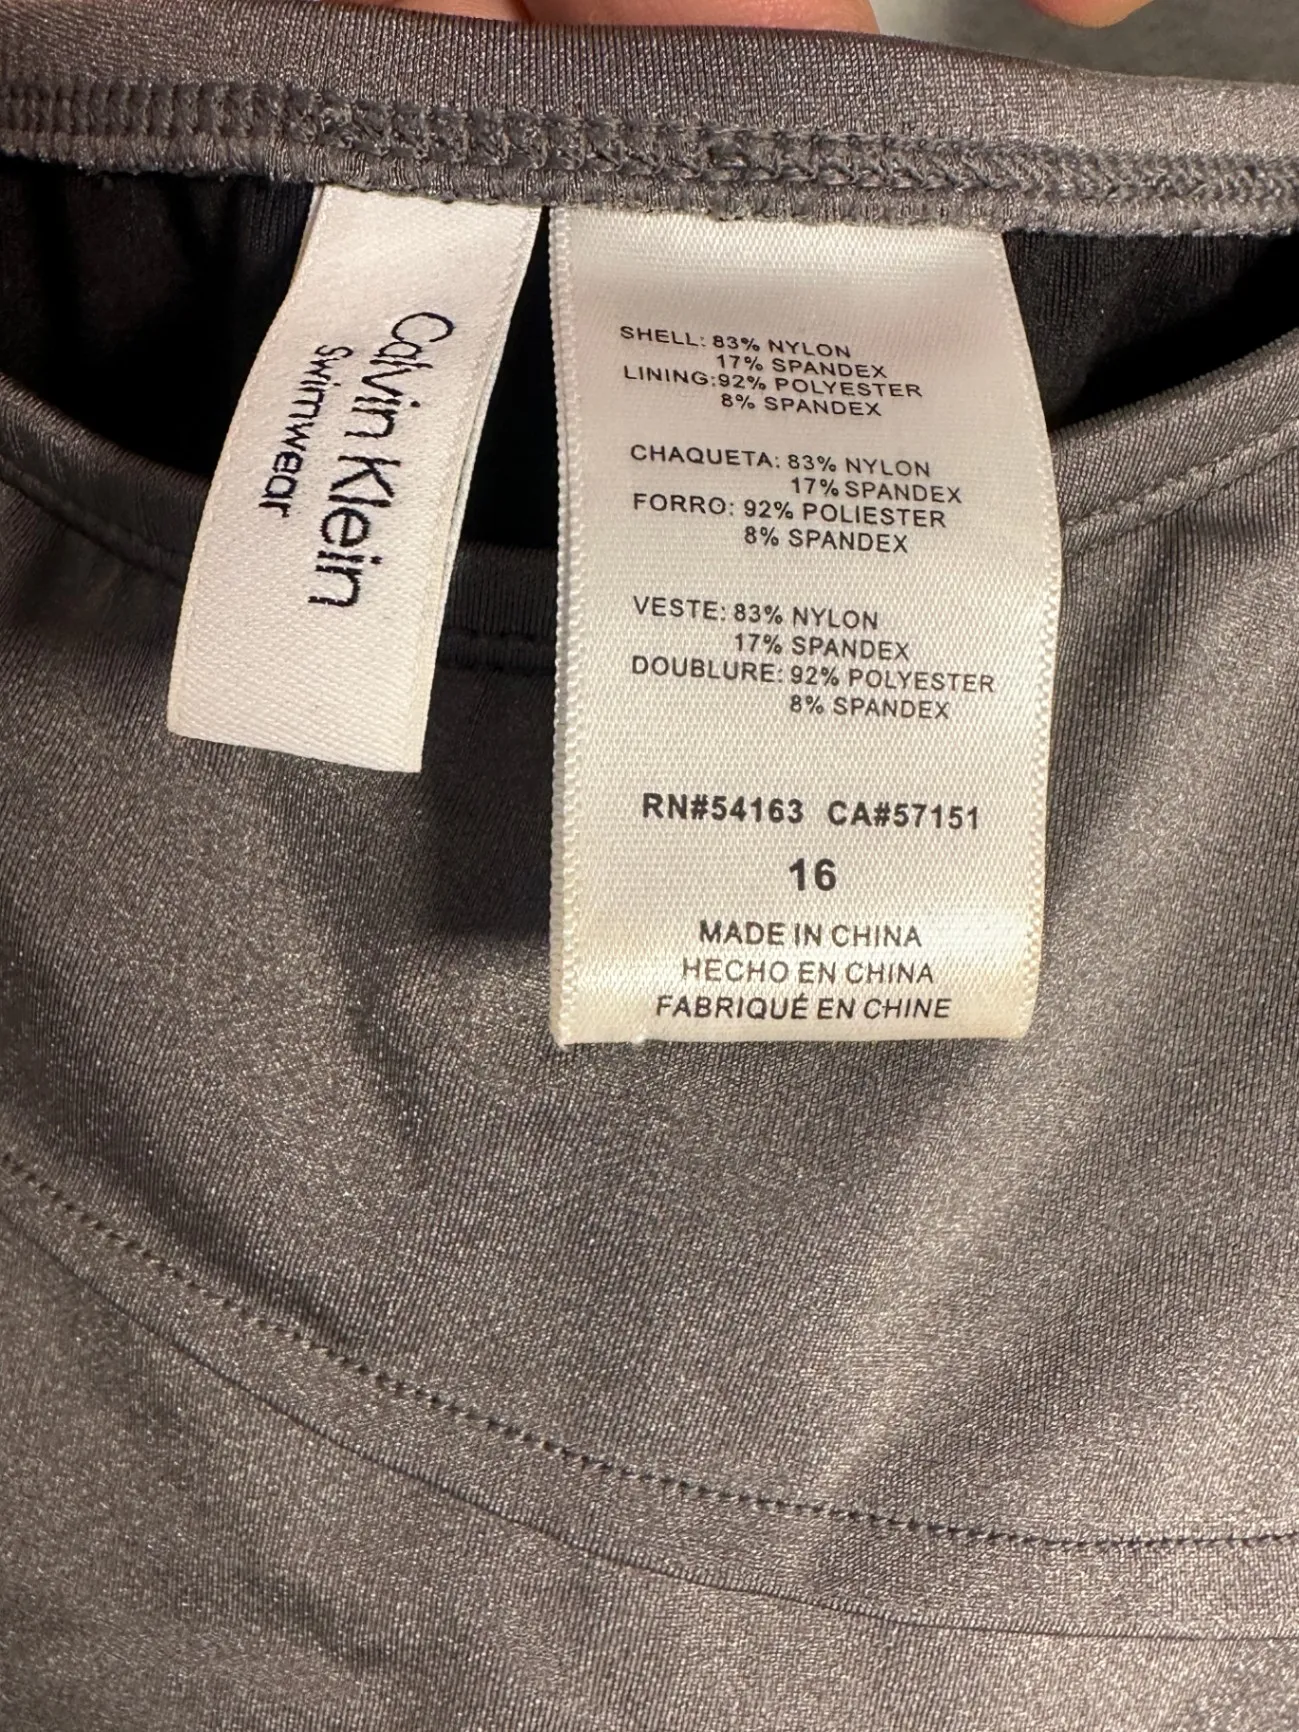 Calvin Klein
Swimwear
SHELL: 83% NYLON
17% SPANDEX
LINING:92% POLYESTER
8% SPANDEX
CHAQUETA: 83% NYLON
17% SPANDEX
FORRO: 92% POLIESTER
8% SPANDEX
VESTE: 83% NYLON
17% SPANDEX
DOUBLURE: 92% POLYESTER
8% SPANDEX
RN#54163 CA#57151
16
MADE IN CHINA
HECHO EN CHINA
FABRIQUÉ EN CHINE